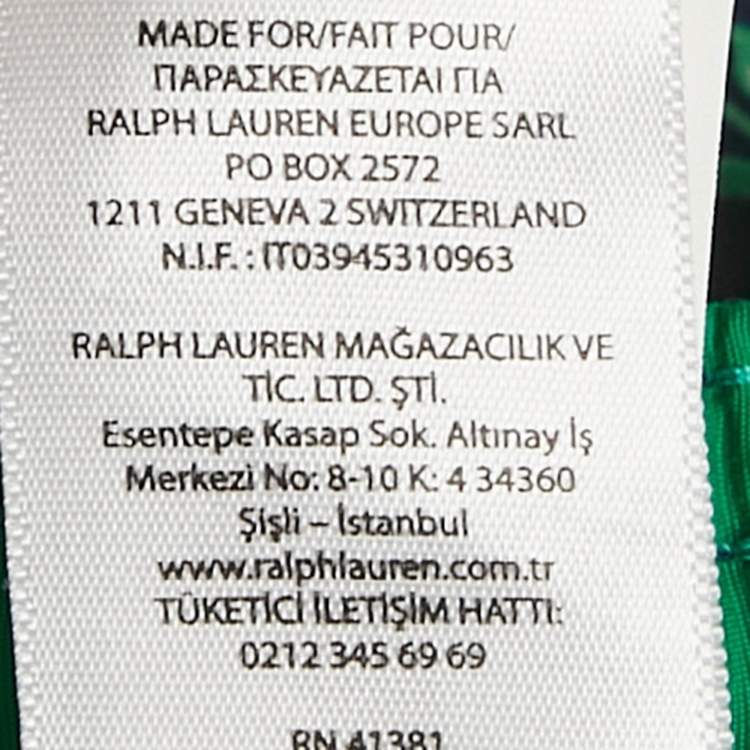 MADE FOR/FAIT POUR/
ΠΑΡΑΣΚΕΥΑΖΕΤΑΙ ΓΙΑ
RALPH LAUREN EUROPE SARL
PO BOX 2572
1211 GENEVA 2 SWITZERLAND
N.I.F. : IT03945310963
RALPH LAUREN MAĞAZACILIK VE
TİC. LTD. ŞTİ.
Esentepe Kasap Sok. Altınay İş
Merkezi No: 8-10 K: 4 34360
Şişli – İstanbul
www.ralphlauren.com.tr
TÜKETİCİ İLETİŞİM HATTI:
0212 345 69 69
RN 41381